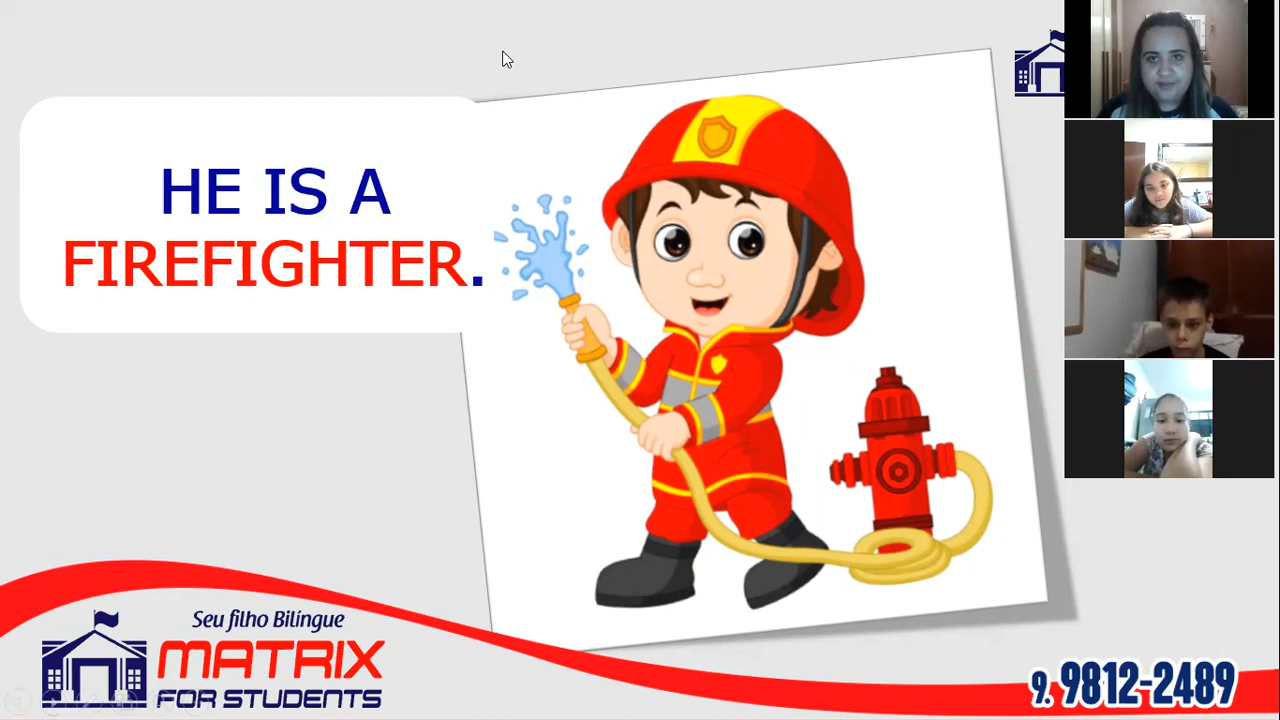 HE IS A
FIREFIGHTER.
Seu filho Bilíngue
MATRIX
FOR STUDENTS
9. 9812-2489